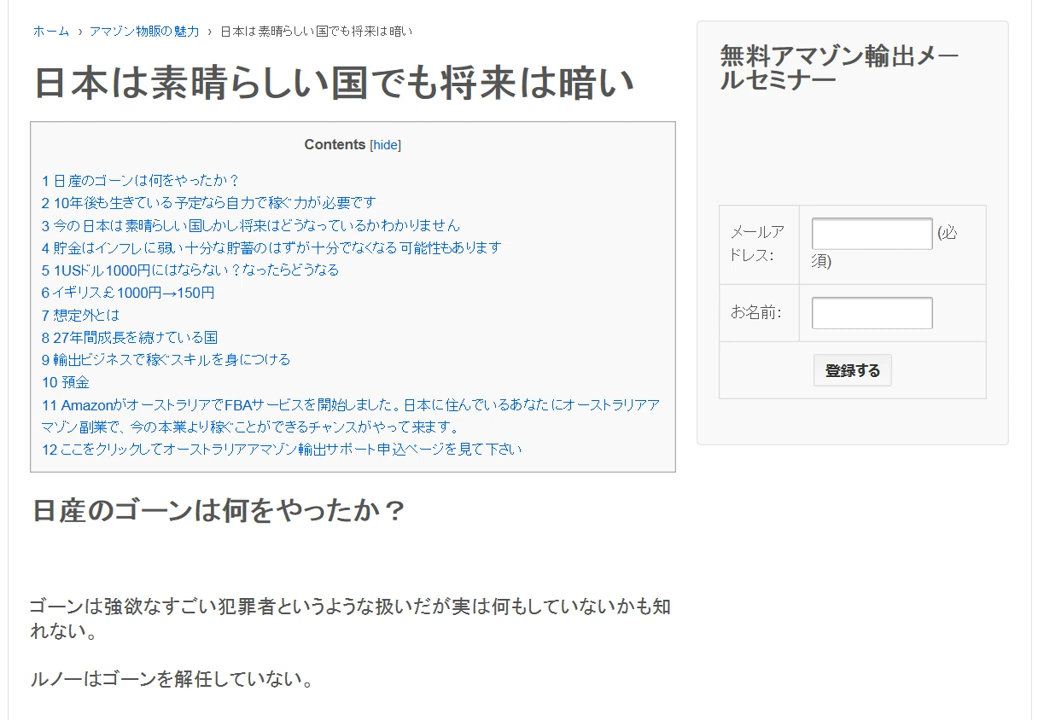 ホーム › アマゾン物販の魅力 › 日本は素晴らしい国でも将来は暗い
日本は素晴らしい国でも将来は暗い
Contents [hide]
1 日産のゴーンは何をやったか？
2 10年後も生きている予定なら自力で稼ぐ力が必要です
3 今の日本は素晴らしい国しかし将来はどうなっているかわかりません
4 貯金はインフレに弱い十分な貯蓄のはずが十分でなくなる可能性もあります
5 1USドル1000円にはならない？なったらどうなる
6 イギリス￡1000円→150円
7 想定外とは
8 27年間成長を続けている国
9 輸出ビジネスで稼ぐスキルを身につける
10 預金
11 AmazonがオーストラリアでFBAサービスを開始しました。日本に住んでいるあなたにオーストラリアア
マゾン副業で、今の本業より稼ぐことができるチャンスがやって来ます。
12 ここをクリックしてオーストラリアアマゾン輸出サポート申込ページを見て下さい
日産のゴーンは何をやったか？
ゴーンは強欲なすごい犯罪者というような扱いだが実は何もしていないかも知
れない。
ルノーはゴーンを解任していない。
無料アマゾン輸出メー
ルセミナー
メールア
ドレス:
(必
須)
お名前:
登録する